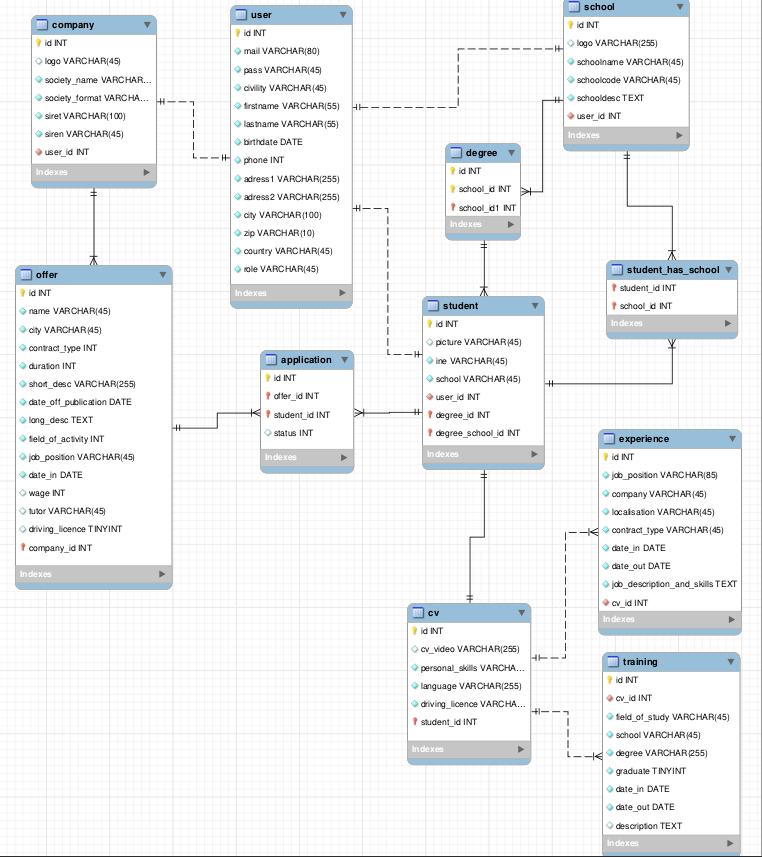 company
id INT
logo VARCHAR(45)
society_name VARCHAR...
society_format VARCHA...
siret VARCHAR(100)
siren VARCHAR(45)
user_id INT
Indexes
user
id INT
mail VARCHAR(80)
pass VARCHAR(45)
civility VARCHAR(45)
firstname VARCHAR(55)
lastname VARCHAR(55)
birthdate DATE
phone INT
adress1 VARCHAR(255)
adress2 VARCHAR(255)
city VARCHAR(100)
zip VARCHAR(10)
country VARCHAR(45)
role VARCHAR(45)
Indexes
school
id INT
logo VARCHAR(255)
schoolname VARCHAR(45)
schoolcode VARCHAR(45)
schooldesc TEXT
user_id INT
Indexes
degree
id INT
school_id INT
school_id1 INT
Indexes
student_has_school
student_id INT
school_id INT
Indexes
offer
id INT
name VARCHAR(45)
city VARCHAR(45)
contract_type INT
duration INT
short_desc VARCHAR(255)
date_off_publication DATE
long_desc TEXT
field_of_activity INT
job_position VARCHAR(45)
date_in DATE
wage INT
tutor VARCHAR(45)
driving_licence TINYINT
company_id INT
Indexes
application
id INT
offer_id INT
student_id INT
status INT
Indexes
student
id INT
picture VARCHAR(45)
ine VARCHAR(45)
school VARCHAR(45)
user_id INT
degree_id INT
degree_school_id INT
Indexes
experience
id INT
job_position VARCHAR(85)
company VARCHAR(45)
localisation VARCHAR(45)
contract_type VARCHAR(45)
date_in DATE
date_out DATE
job_description_and_skills TEXT
cv_id INT
Indexes
cv
id INT
cv_video VARCHAR(255)
personal_skills VARCHA...
language VARCHAR(255)
driving_licence VARCHA...
student_id INT
Indexes
training
id INT
cv_id INT
field_of_study VARCHAR(45)
school VARCHAR(45)
degree VARCHAR(255)
graduate TINYINT
date_in DATE
date_out DATE
description TEXT
Indexes